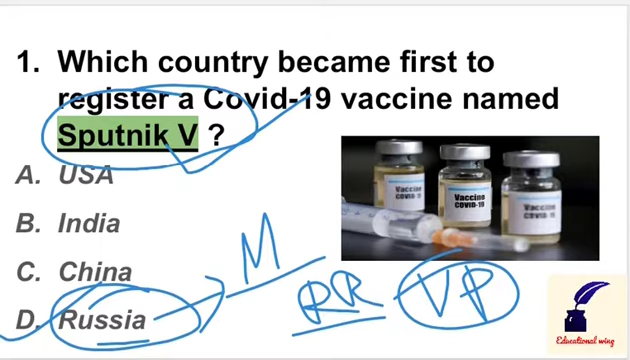 1. Which country became first to
register a Covid-19 vaccine named
Sputnik V ?
A. USA
B. India
C. China
D. Russia
M
RR
VP
Vaccine
COVID-19
Vaccine
COVID-19
Vaccine
COVID-19
Educational wing